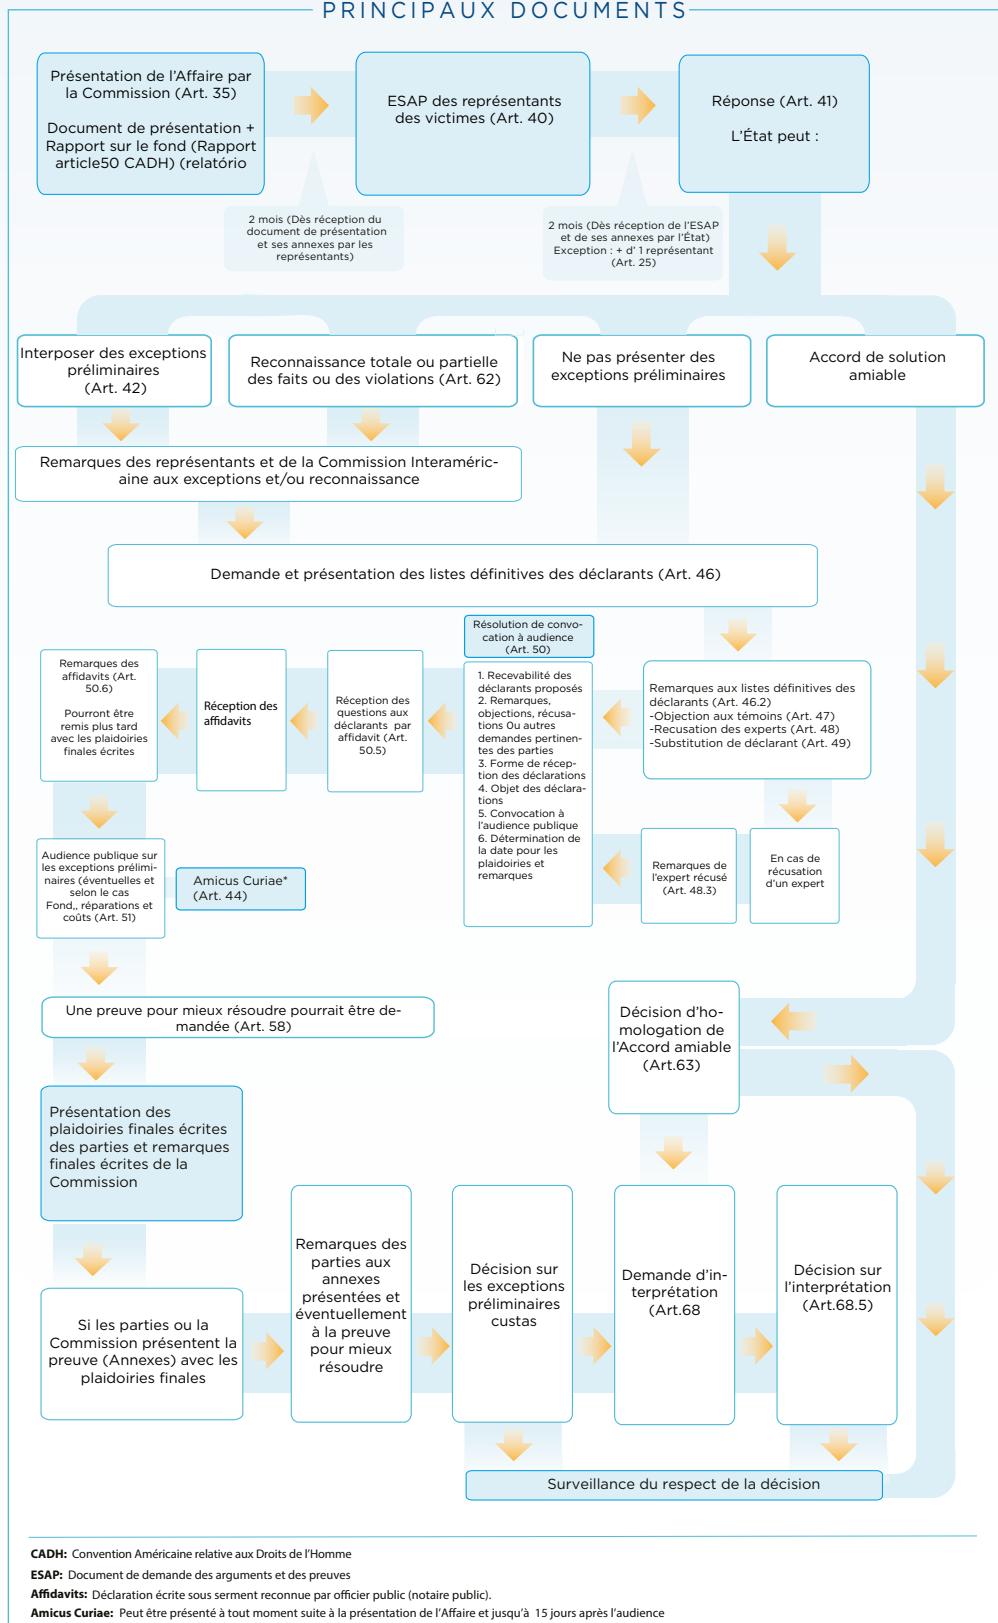 PRINCIPAUX DOCUMENTS
Présentation de l'Affaire par
la Commission (Art. 35)
Document de présentation +
Rapport sur le fond (Rapport
article50 CADH) (relatório
ESAP des représentants
des victimes (Art. 40)
Réponse (Art. 41)
L'État peut :
2 mois (Dès réception du
document de présentation
et ses annexes par les
représentants)
2 mois (Dès réception de l'ESAP
et de ses annexes par l'État)
Exception : + d' 1 représentant
(Art. 25)
Interposer des exceptions
préliminaires
(Art. 42)
Reconnaissance totale ou partielle
des faits ou des violations (Art. 62)
Ne pas présenter des
exceptions préliminaires
Accord de solution
amiable
Remarques des représentants et de la Commission Interaméric-
aine aux exceptions et/ou reconnaissance
Demande et présentation des listes définitives des déclarants (Art. 46)
Remarques aux listes définitives des
déclarants (Art. 46.2)
-Objection aux témoins (Art. 47)
-Recusation des experts (Art. 48)
-Substitution de déclarant (Art. 49)
En cas de
récusation
d'un expert
Remarques de
l'expert récusé
(Art. 48.3)
Résolution de convo-
cation à audience
(Art. 50)
1. Recevabilité des
déclarants proposés
2. Remarques,
objections, récusa-
tions 0u autres
demandes pertinen-
tes des parties
3. Forme de récep-
tion des déclarations
4. Objet des déclara-
tions
5. Convocation à
l'audience publique
6. Détermination de
la date pour les
plaidoiries et
remarques
Réception des
questions aux
déclarants par
affidavit (Art.
50.5)
Réception des
affidavits
Remarques des
affidavits (Art.
50.6)
Pourront être
remis plus tard
avec les plaidoiries
finales écrites
Audience publique sur
les exceptions prélimi-
naires (éventuelles et
selon le cas
Fond,, réparations et
coûts (Art. 51)
Amicus Curiae*
(Art. 44)
Une preuve pour mieux résoudre pourrait être de-
mandée (Art. 58)
Décision d'ho-
mologation de
l'Accord amiable
(Art.63)
Présentation des
plaidoiries finales écrites
des parties et remarques
finales écrites de la
Commission
Si les parties ou la
Commission présentent la
preuve (Annexes) avec les
plaidoiries finales
Remarques des
parties aux
annexes
présentées et
éventuellement
à la preuve
pour mieux
résoudre
Décision sur
les exceptions
préliminaires
custas
Demande d'in-
terprétation
(Art.68
Décision sur
l'interprétation
(Art.68.5)
Surveillance du respect de la décision
CADH: Convention Américaine relative aux Droits de l'Homme
ESAP: Document de demande des arguments et des preuves
Affidavits: Déclaration écrite sous serment reconnue par officier public (notaire public).
Amicus Curiae: Peut être présenté à tout moment suite à la présentation de l'Affaire et jusqu'à 15 jours après l'audience